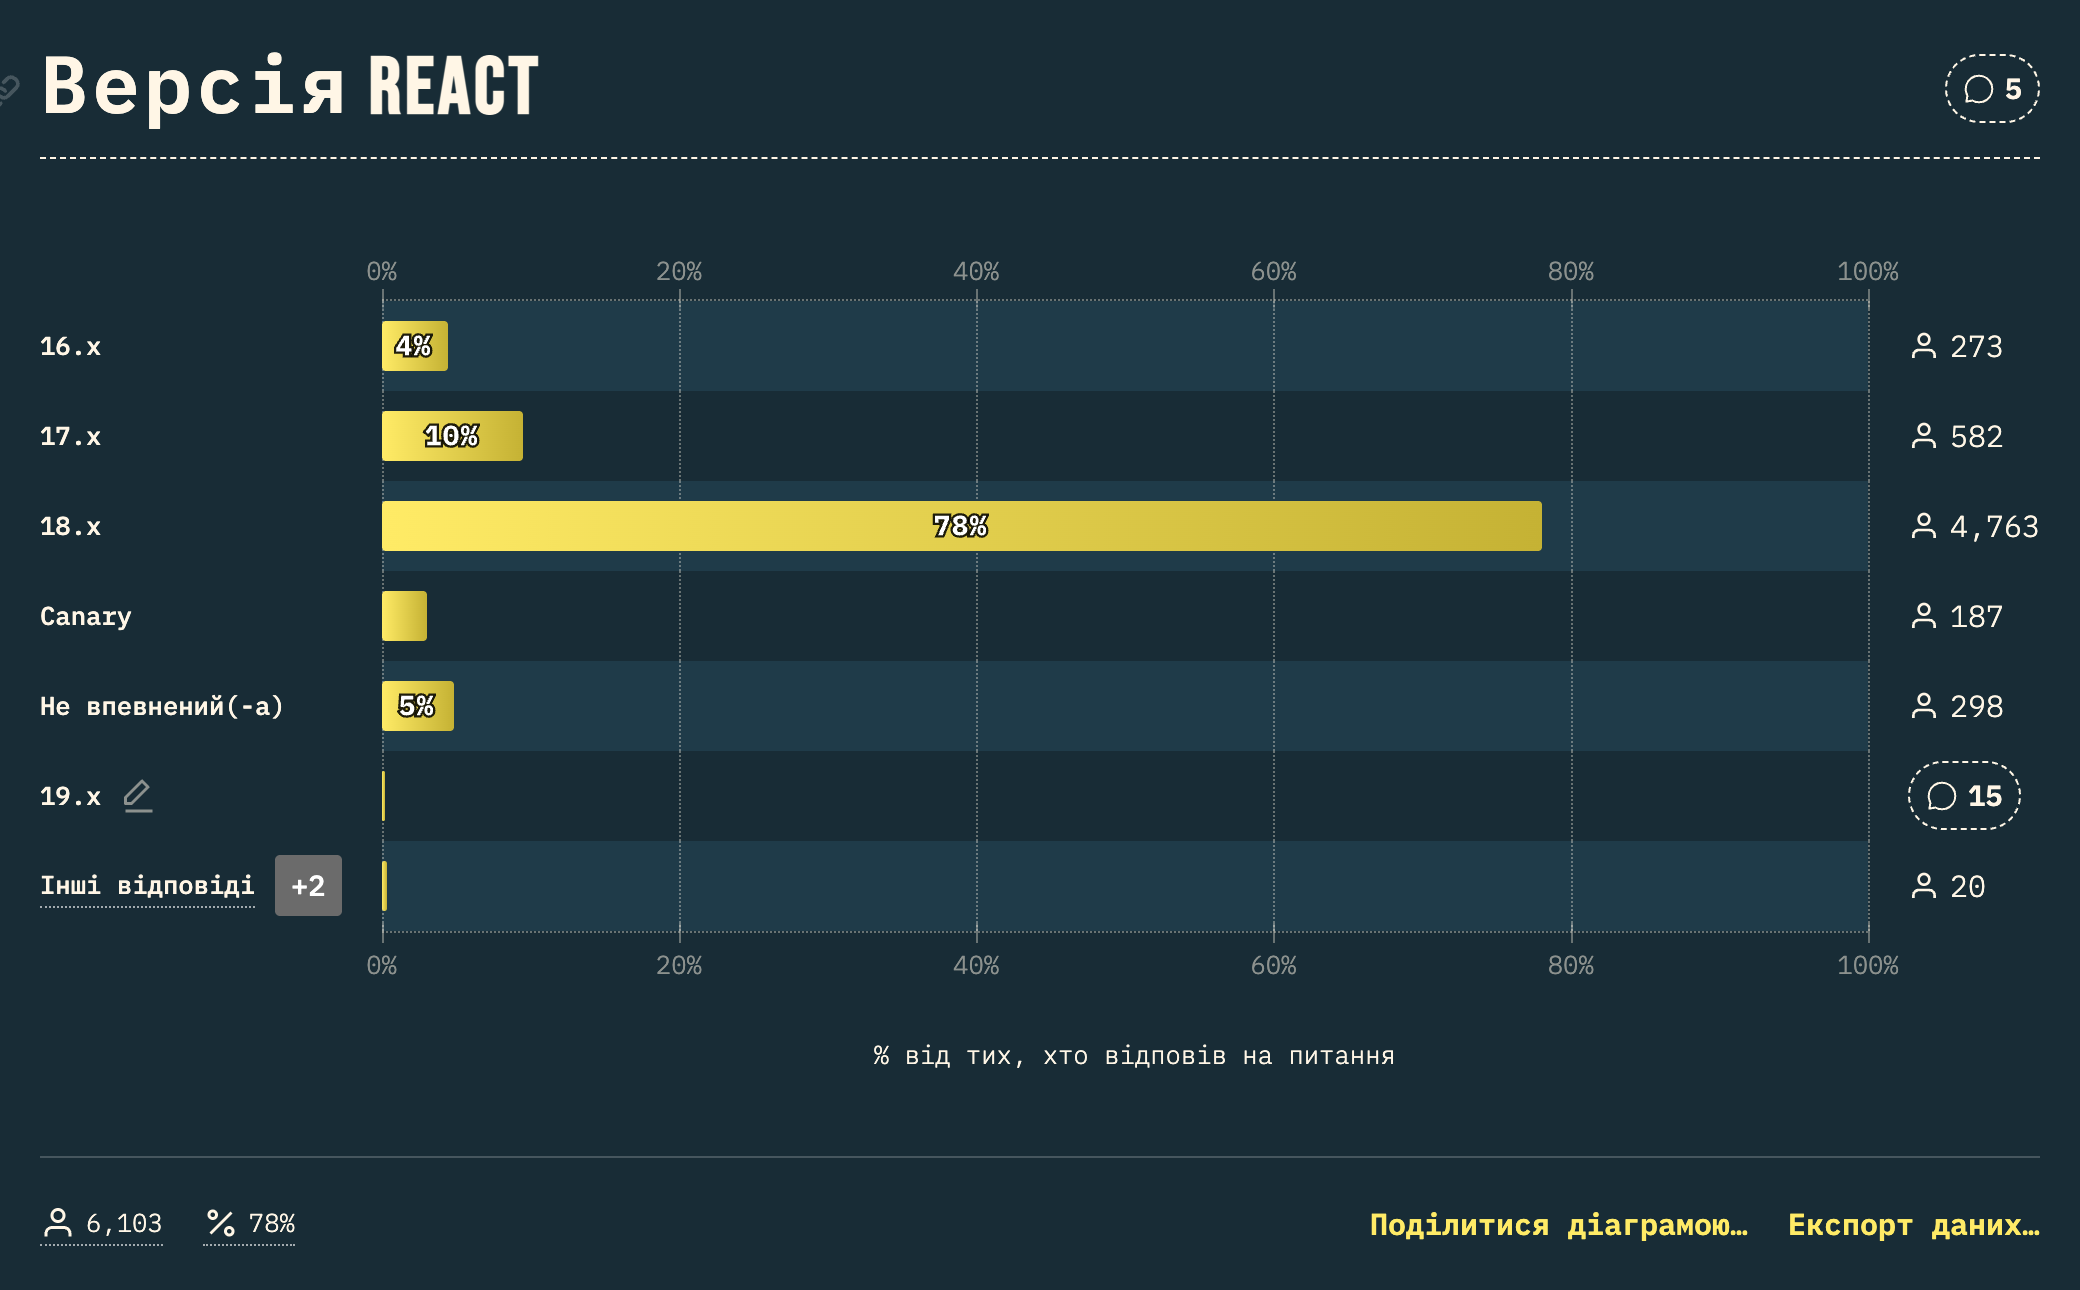 Версія REACT
5
0% 20% 40% 60% 80% 100%
16.x 4% 273
17.x 10% 582
18.x 78% 4,763
Canary 187
Не впевнений(-а) 5% 298
19.x 15
Інші відповіді +2 20
0% 20% 40% 60% 80% 100%
% від тих, хто відповів на питання
6,103 78% Поділитися діаграмою… Експорт даних…